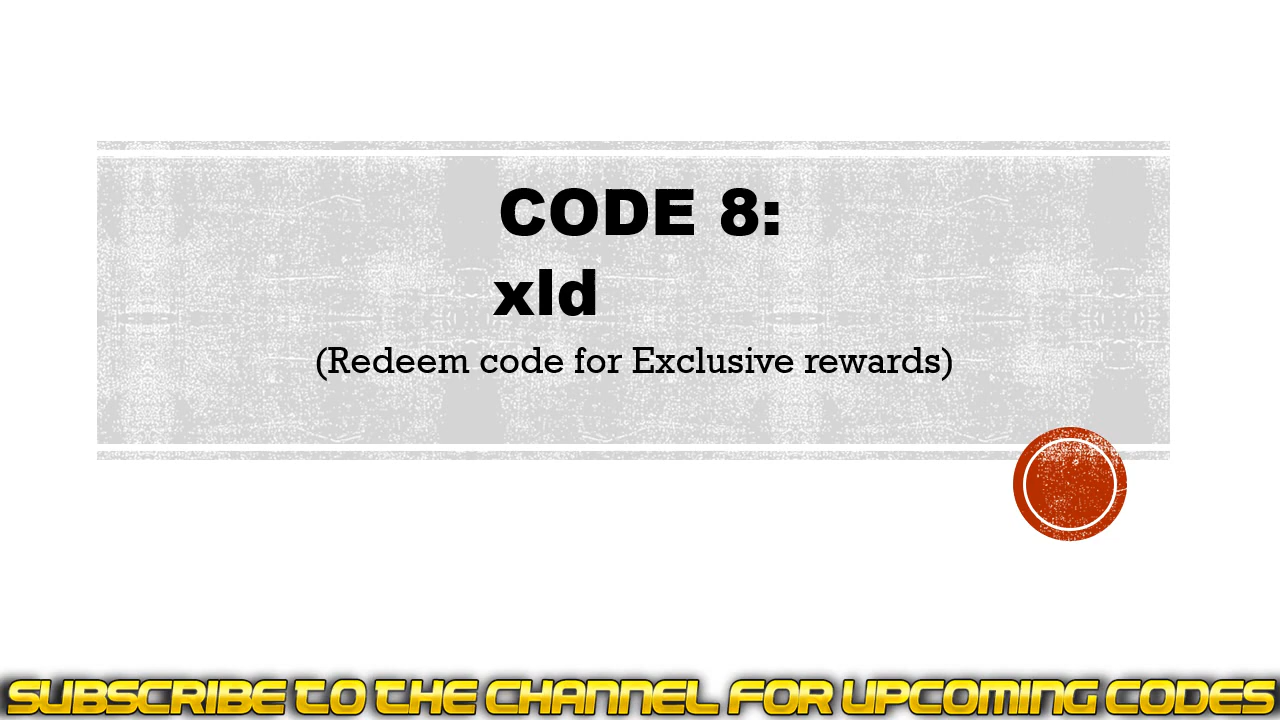 CODE 8:
xld
(Redeem code for Exclusive rewards)
SUBSCRIBE TO THE CHANNEL FOR UPCOMING CODES